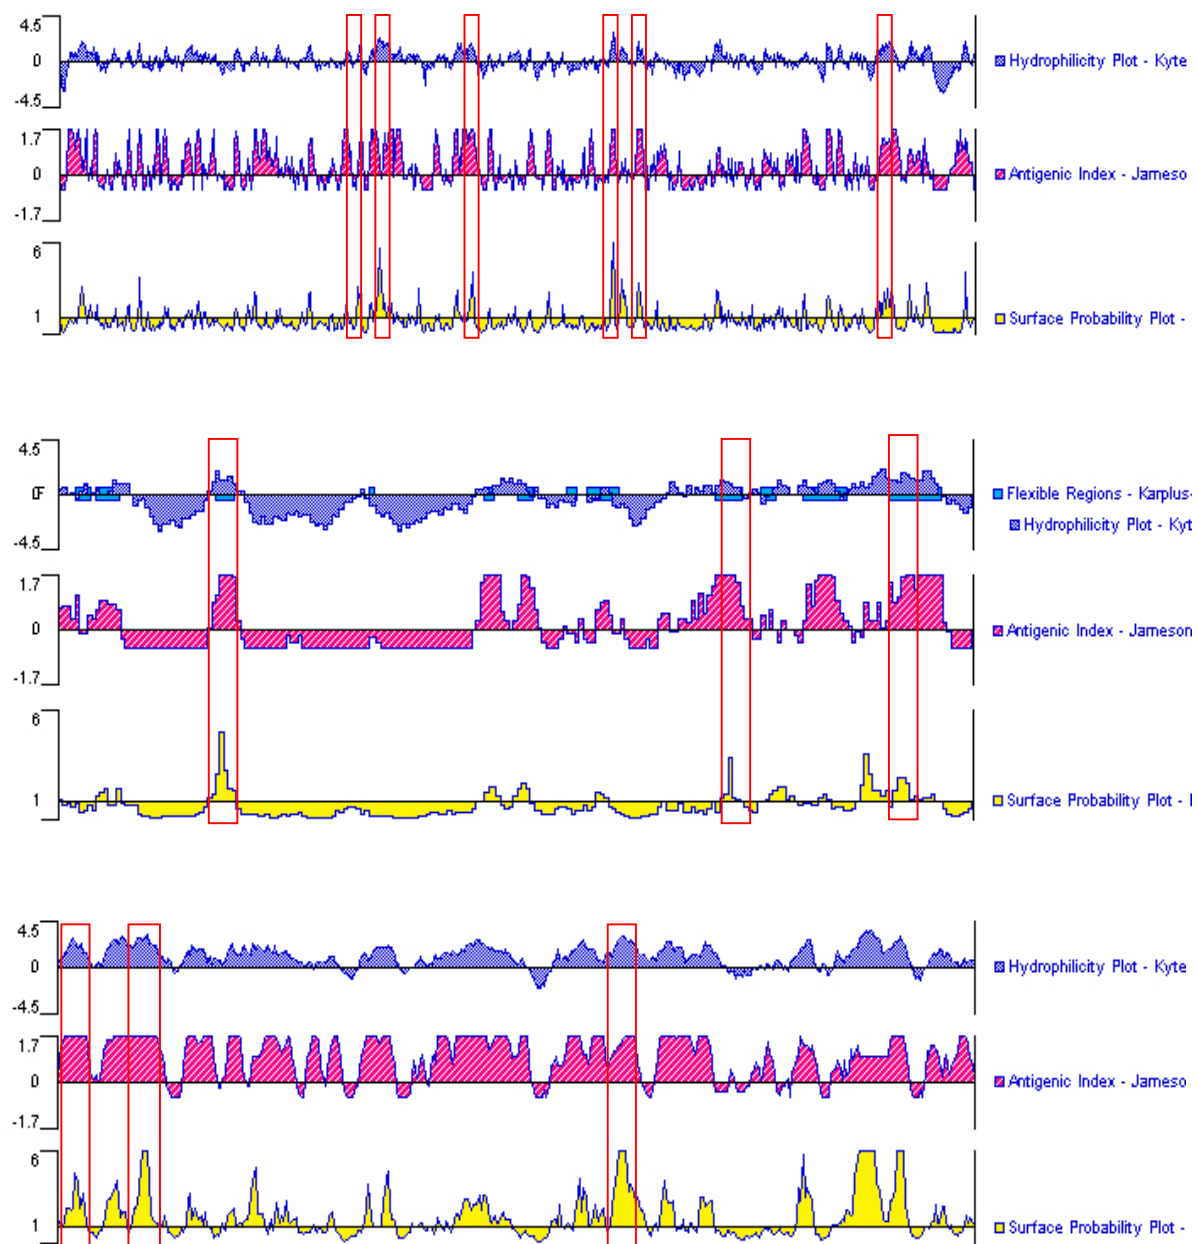 4.5
0
-4.5
Hydrophilicity Plot - Kyte
1.7
0
-1.7
Antigenic Index - Jameso
6
1
Surface Probability Plot -
4.5
0F
-4.5
Flexible Regions - Karplus-
Hydrophilicity Plot - Kyt
1.7
0
-1.7
Antigenic Index - Jameson
6
1
Surface Probability Plot - I
4.5
0
-4.5
Hydrophilicity Plot - Kyte
1.7
0
-1.7
Antigenic Index - Jameso
6
1
Surface Probability Plot -